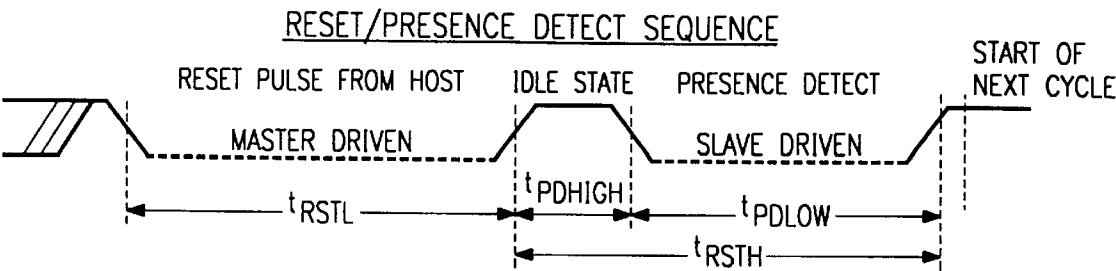 RESET/PRESENCE DETECT SEQUENCE
RESET PULSE FROM HOST
IDLE STATE
PRESENCE DETECT
START OF
NEXT CYCLE
MASTER DRIVEN
SLAVE DRIVEN
tRSTL
tPDHIGH
tPDLOW
tRSTH